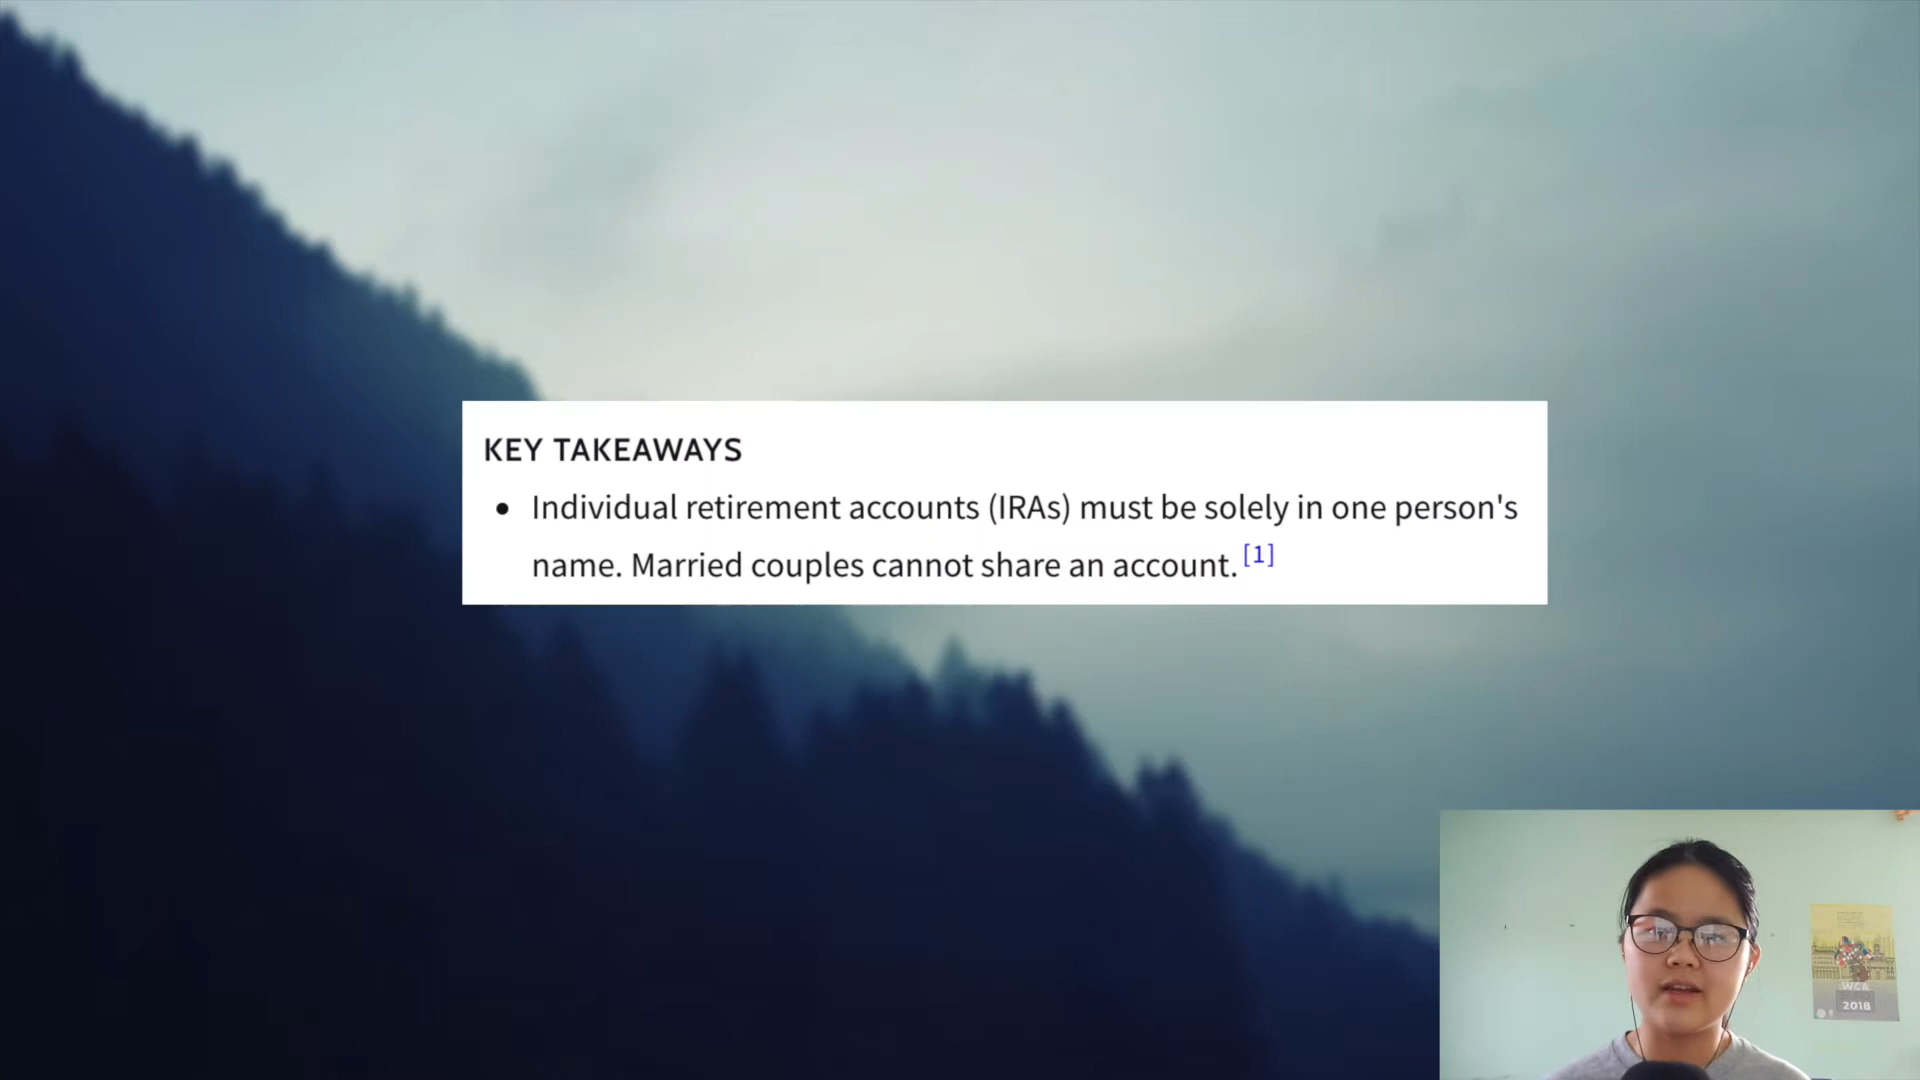 KEY TAKEAWAYS
• Individual retirement accounts (IRAs) must be solely in one person's
name. Married couples cannot share an account. [1]
WCA
2018